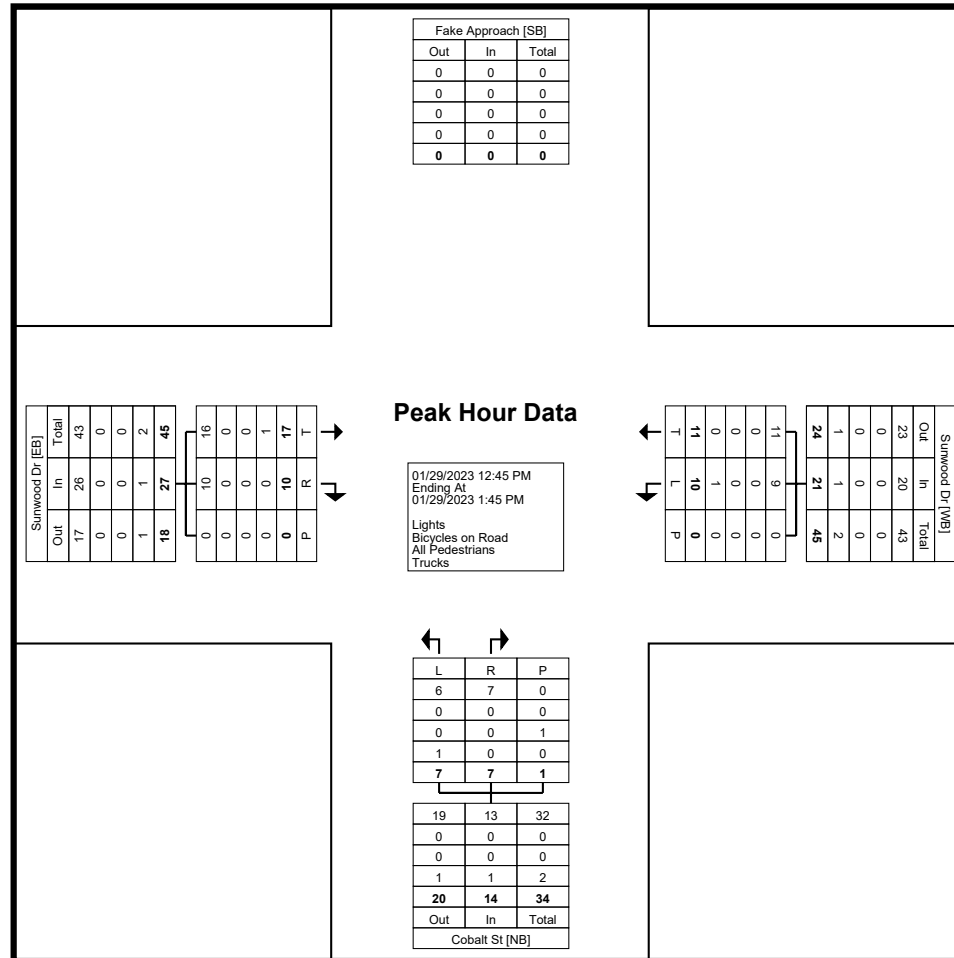 Fake Approach [SB]
Out In Total
0 0 0
0 0 0
0 0 0
0 0 0
0 0 0
Sunwood Dr [EB]
Out In Total
17 26 43
0 0 0
0 0 0
1 1 2
18 27 45
0 10 16
0 0 0
0 0 0
0 0 1
0 10 17
P R T
Peak Hour Data
01/29/2023 12:45 PM
Ending At
01/29/2023 1:45 PM
Lights
Bicycles on Road
All Pedestrians
Trucks
Sunwood Dr [WB]
Out In Total
23 20 43
0 0 0
0 0 0
1 1 2
24 21 45
11 9 0
0 0 0
0 0 0
0 1 0
11 10 0
T L P
L R P
6 7 0
0 0 0
0 0 1
1 0 0
7 7 1
19 13 32
0 0 0
0 0 0
1 1 2
20 14 34
Out In Total
Cobalt St [NB]